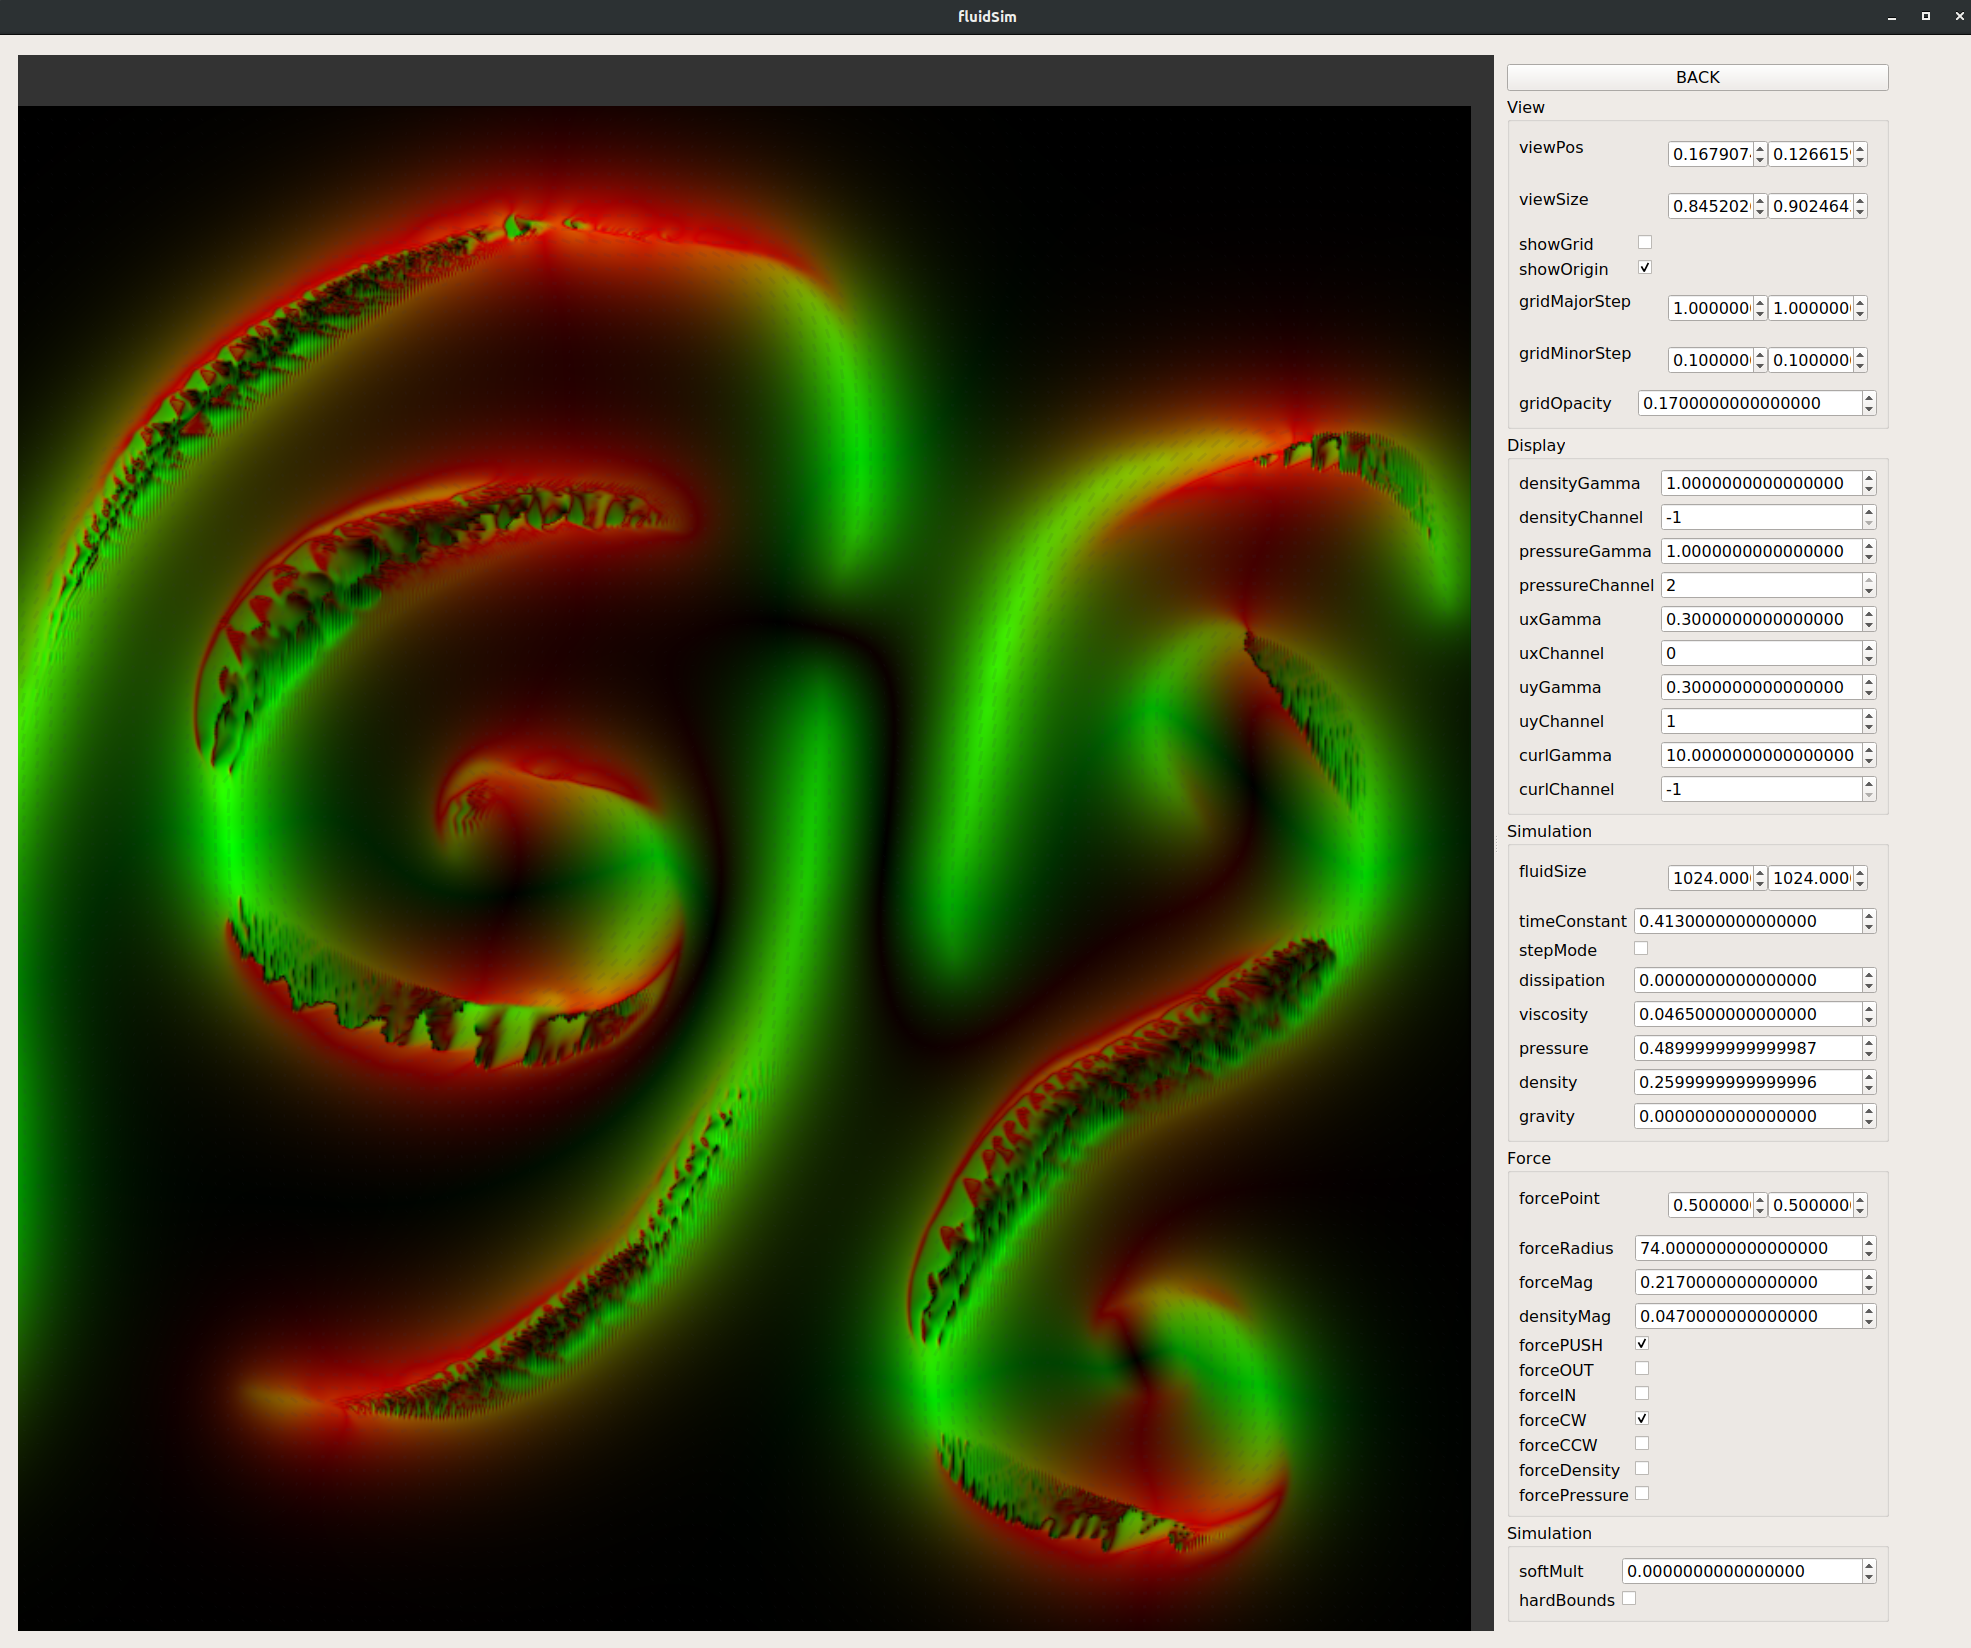 fluidSim
BACK
View
viewPos 0.167907 0.126615
viewSize 0.845202 0.902464
showGrid
showOrigin
gridMajorStep 1.000000 1.000000
gridMinorStep 0.100000 0.100000
gridOpacity 0.1700000000000000
Display
densityGamma 1.0000000000000000
densityChannel -1
pressureGamma 1.0000000000000000
pressureChannel 2
uxGamma 0.3000000000000000
uxChannel 0
uyGamma 0.3000000000000000
uyChannel 1
curlGamma 10.0000000000000000
curlChannel -1
Simulation
fluidSize 1024.000 1024.000
timeConstant 0.4130000000000000
stepMode
dissipation 0.0000000000000000
viscosity 0.0465000000000000
pressure 0.4899999999999987
density 0.2599999999999996
gravity 0.0000000000000000
Force
forcePoint 0.500000 0.500000
forceRadius 74.0000000000000000
forceMag 0.2170000000000000
densityMag 0.0470000000000000
forcePUSH
forceOUT
forceIN
forceCW
forceCCW
forceDensity
forcePressure
Simulation
softMult 0.0000000000000000
hardBounds